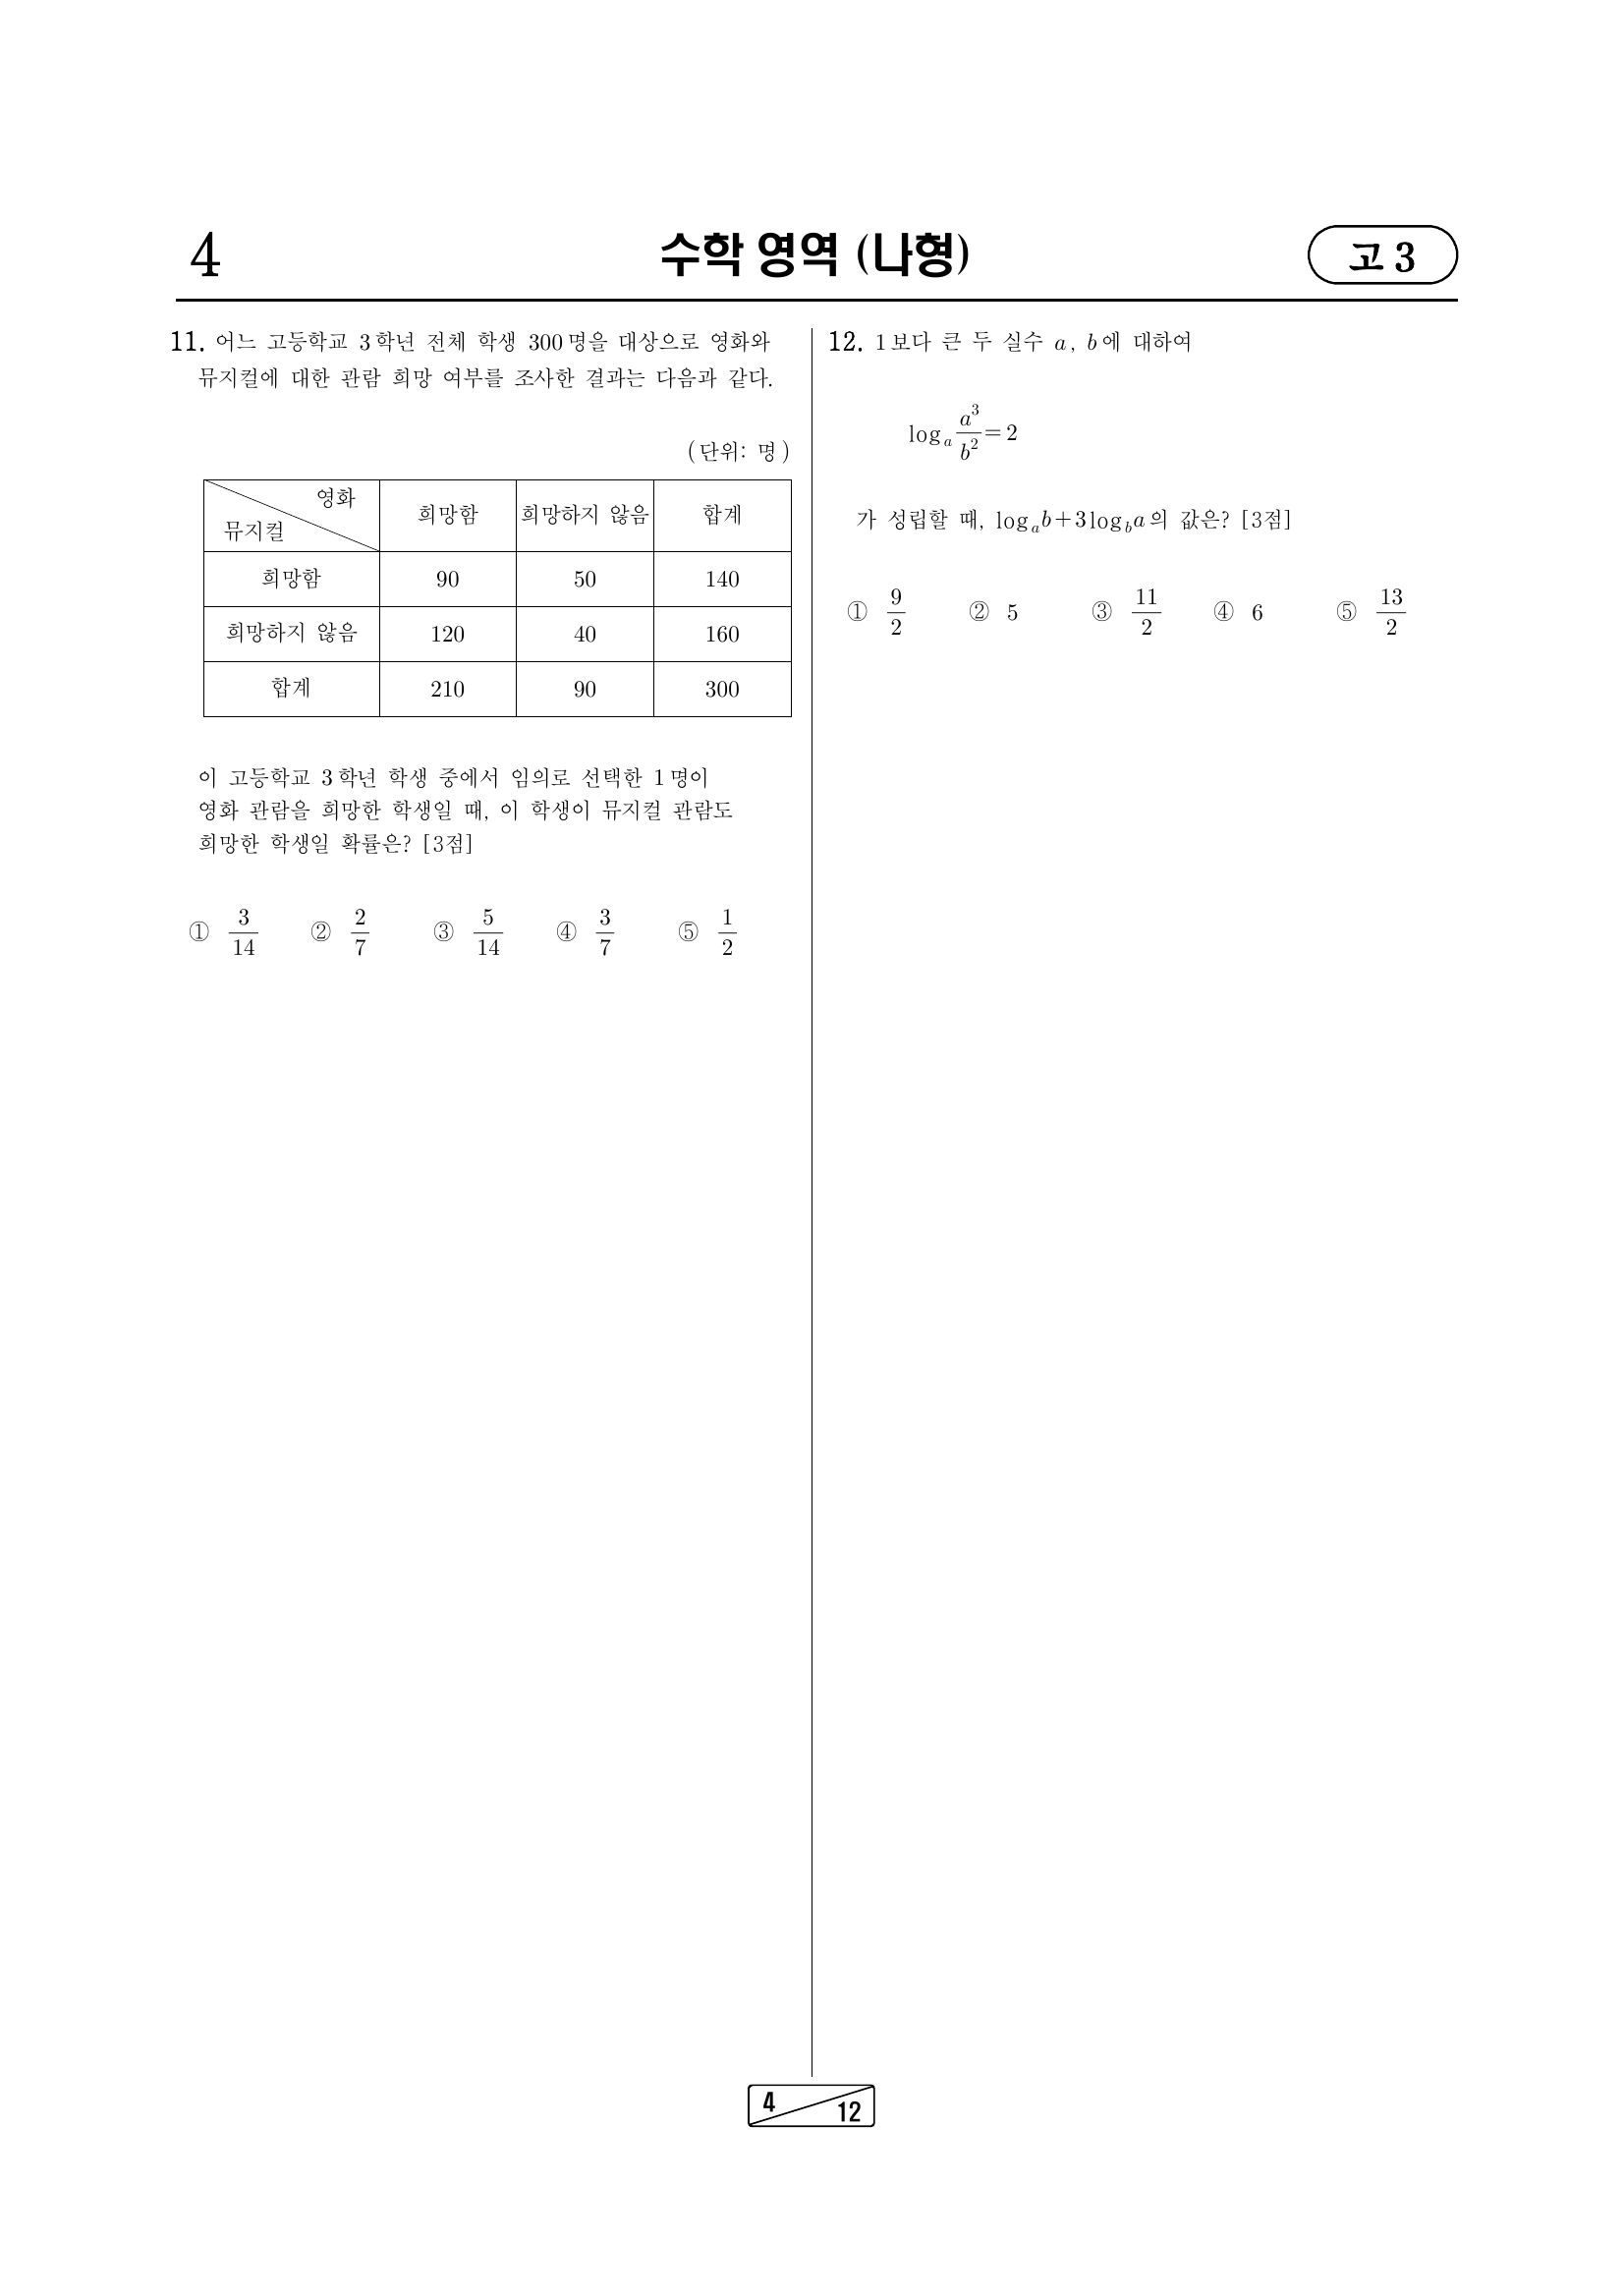 4
수학 영역 (나형)
고 3
11. 어느 고등학교 3학년 전체 학생 300명을 대상으로 영화와
뮤지컬에 대한 관람 희망 여부를 조사한 결과는 다음과 같다.
(단위: 명)
영화
뮤지컬
희망함 희망하지 않음 합계
희망함 90 50 140
희망하지 않음 120 40 160
합계 210 90 300
이 고등학교 3학년 학생 중에서 임의로 선택한 1명이
영화 관람을 희망한 학생일 때, 이 학생이 뮤지컬 관람도
희망한 학생일 확률은? [3점]
① 3/14 ② 2/7 ③ 5/14 ④ 3/7 ⑤ 1/2
12. 1보다 큰 두 실수 a, b에 대하여
log_a a^3/b^2 = 2
가 성립할 때, log_a b + 3log_b a의 값은? [3점]
① 9/2 ② 5 ③ 11/2 ④ 6 ⑤ 13/2
4
12